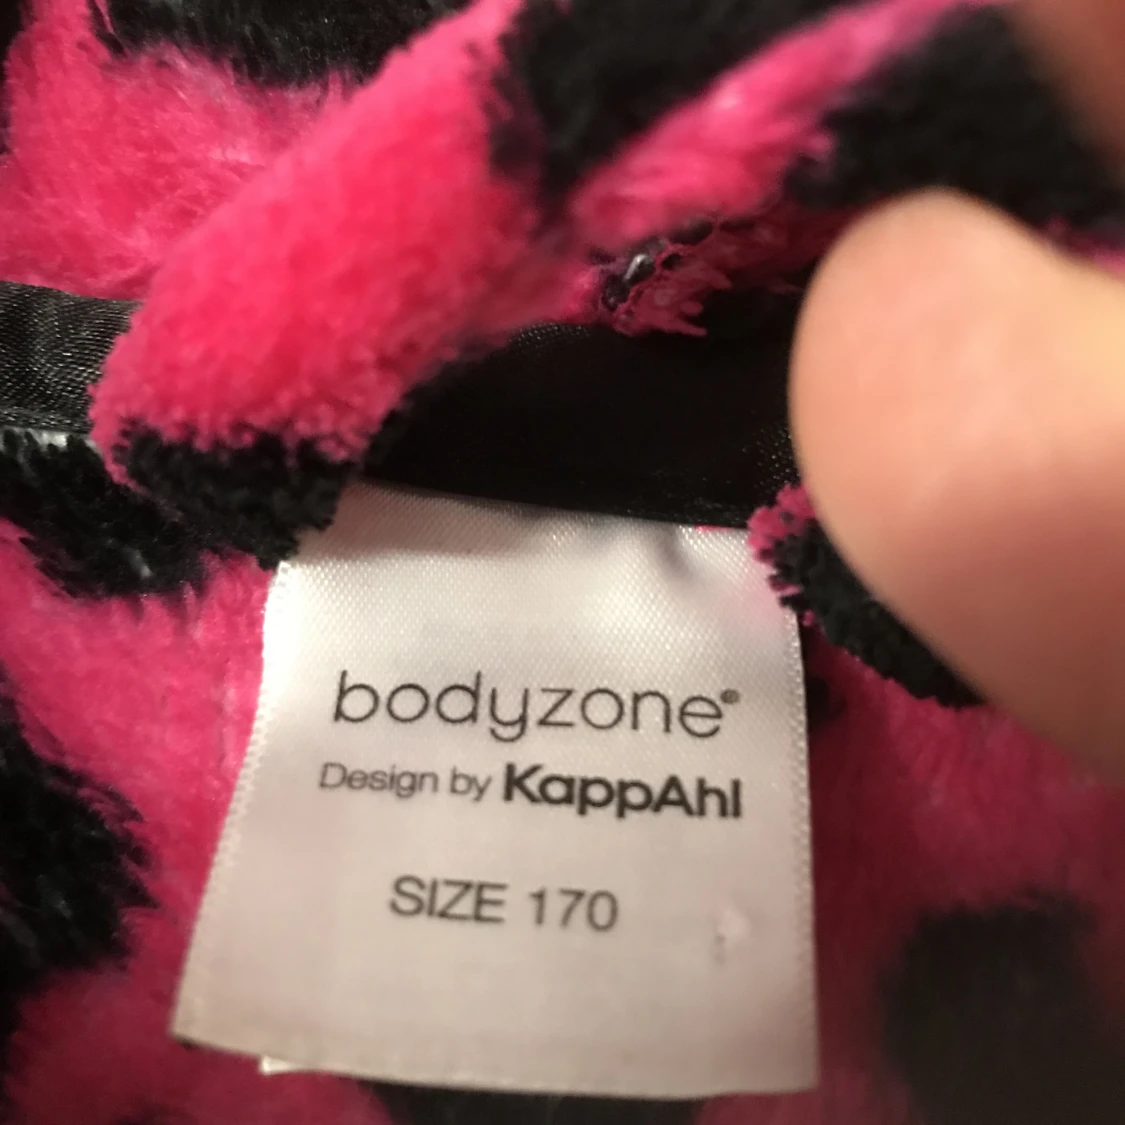 bodyzone®
Design by KappAhl
SIZE 170